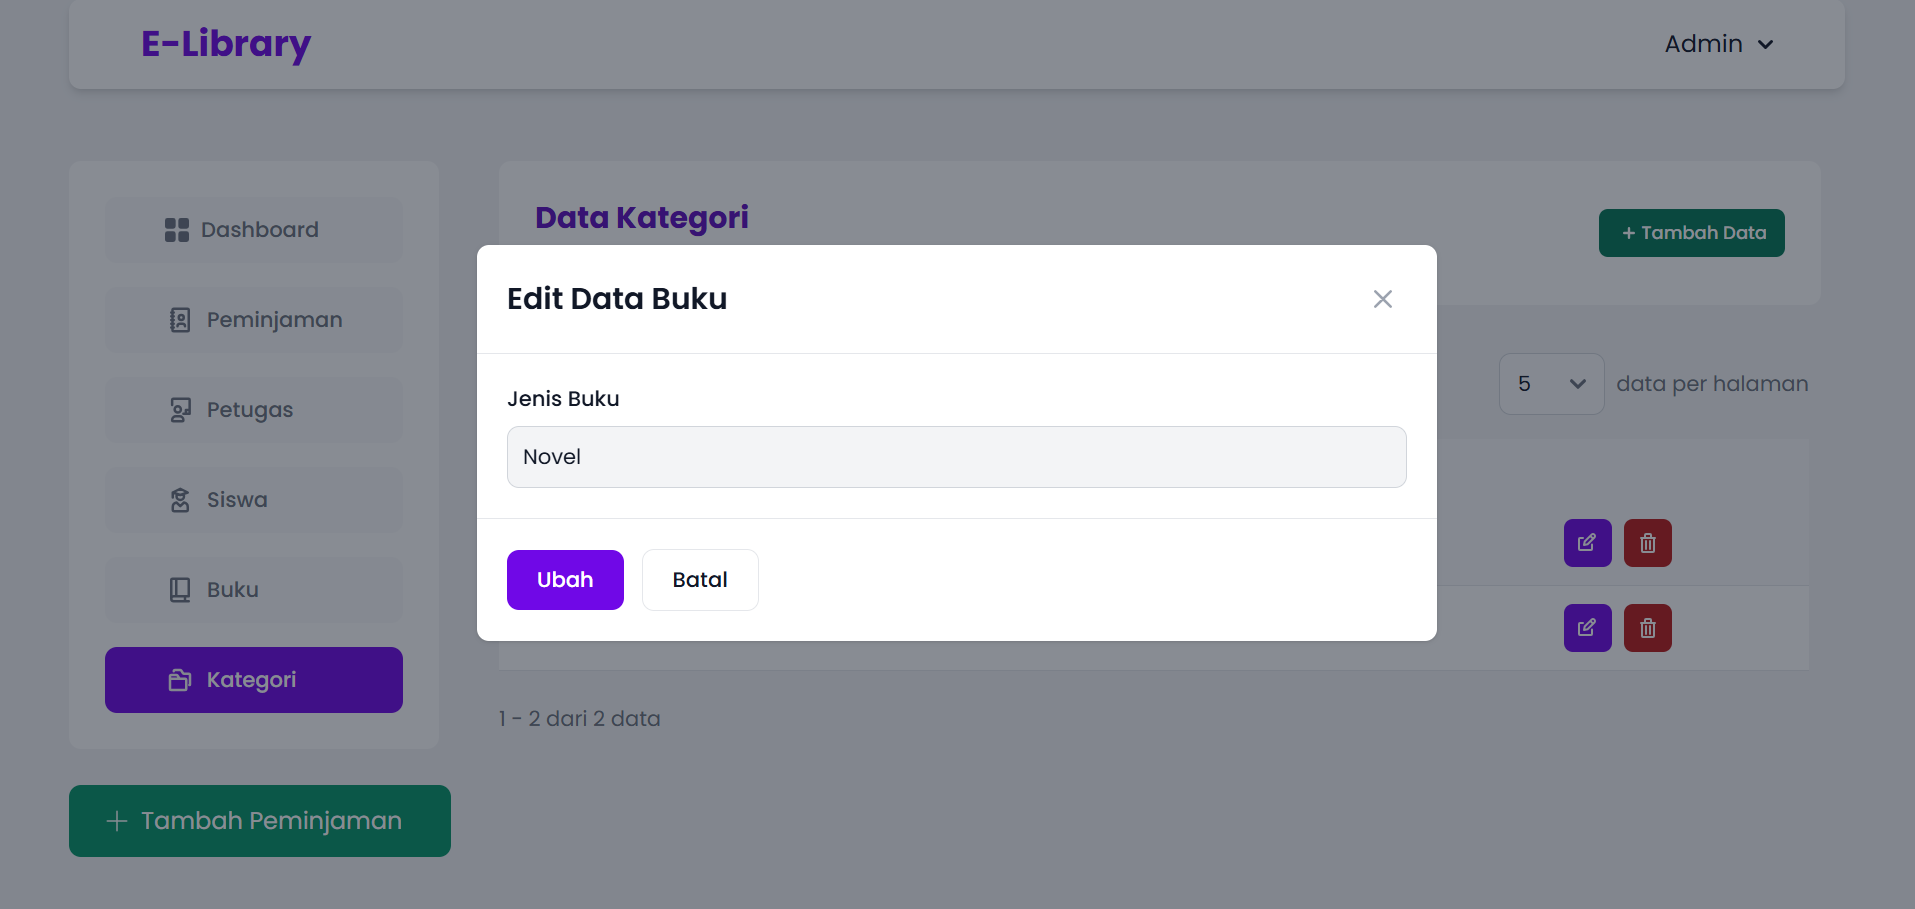 E-Library
Admin
Dashboard
Peminjaman
Petugas
Siswa
Buku
Kategori
+ Tambah Peminjaman
Data Kategori
+ Tambah Data
5 data per halaman
Edit Data Buku
Jenis Buku
Novel
Ubah Batal
1 - 2 dari 2 data